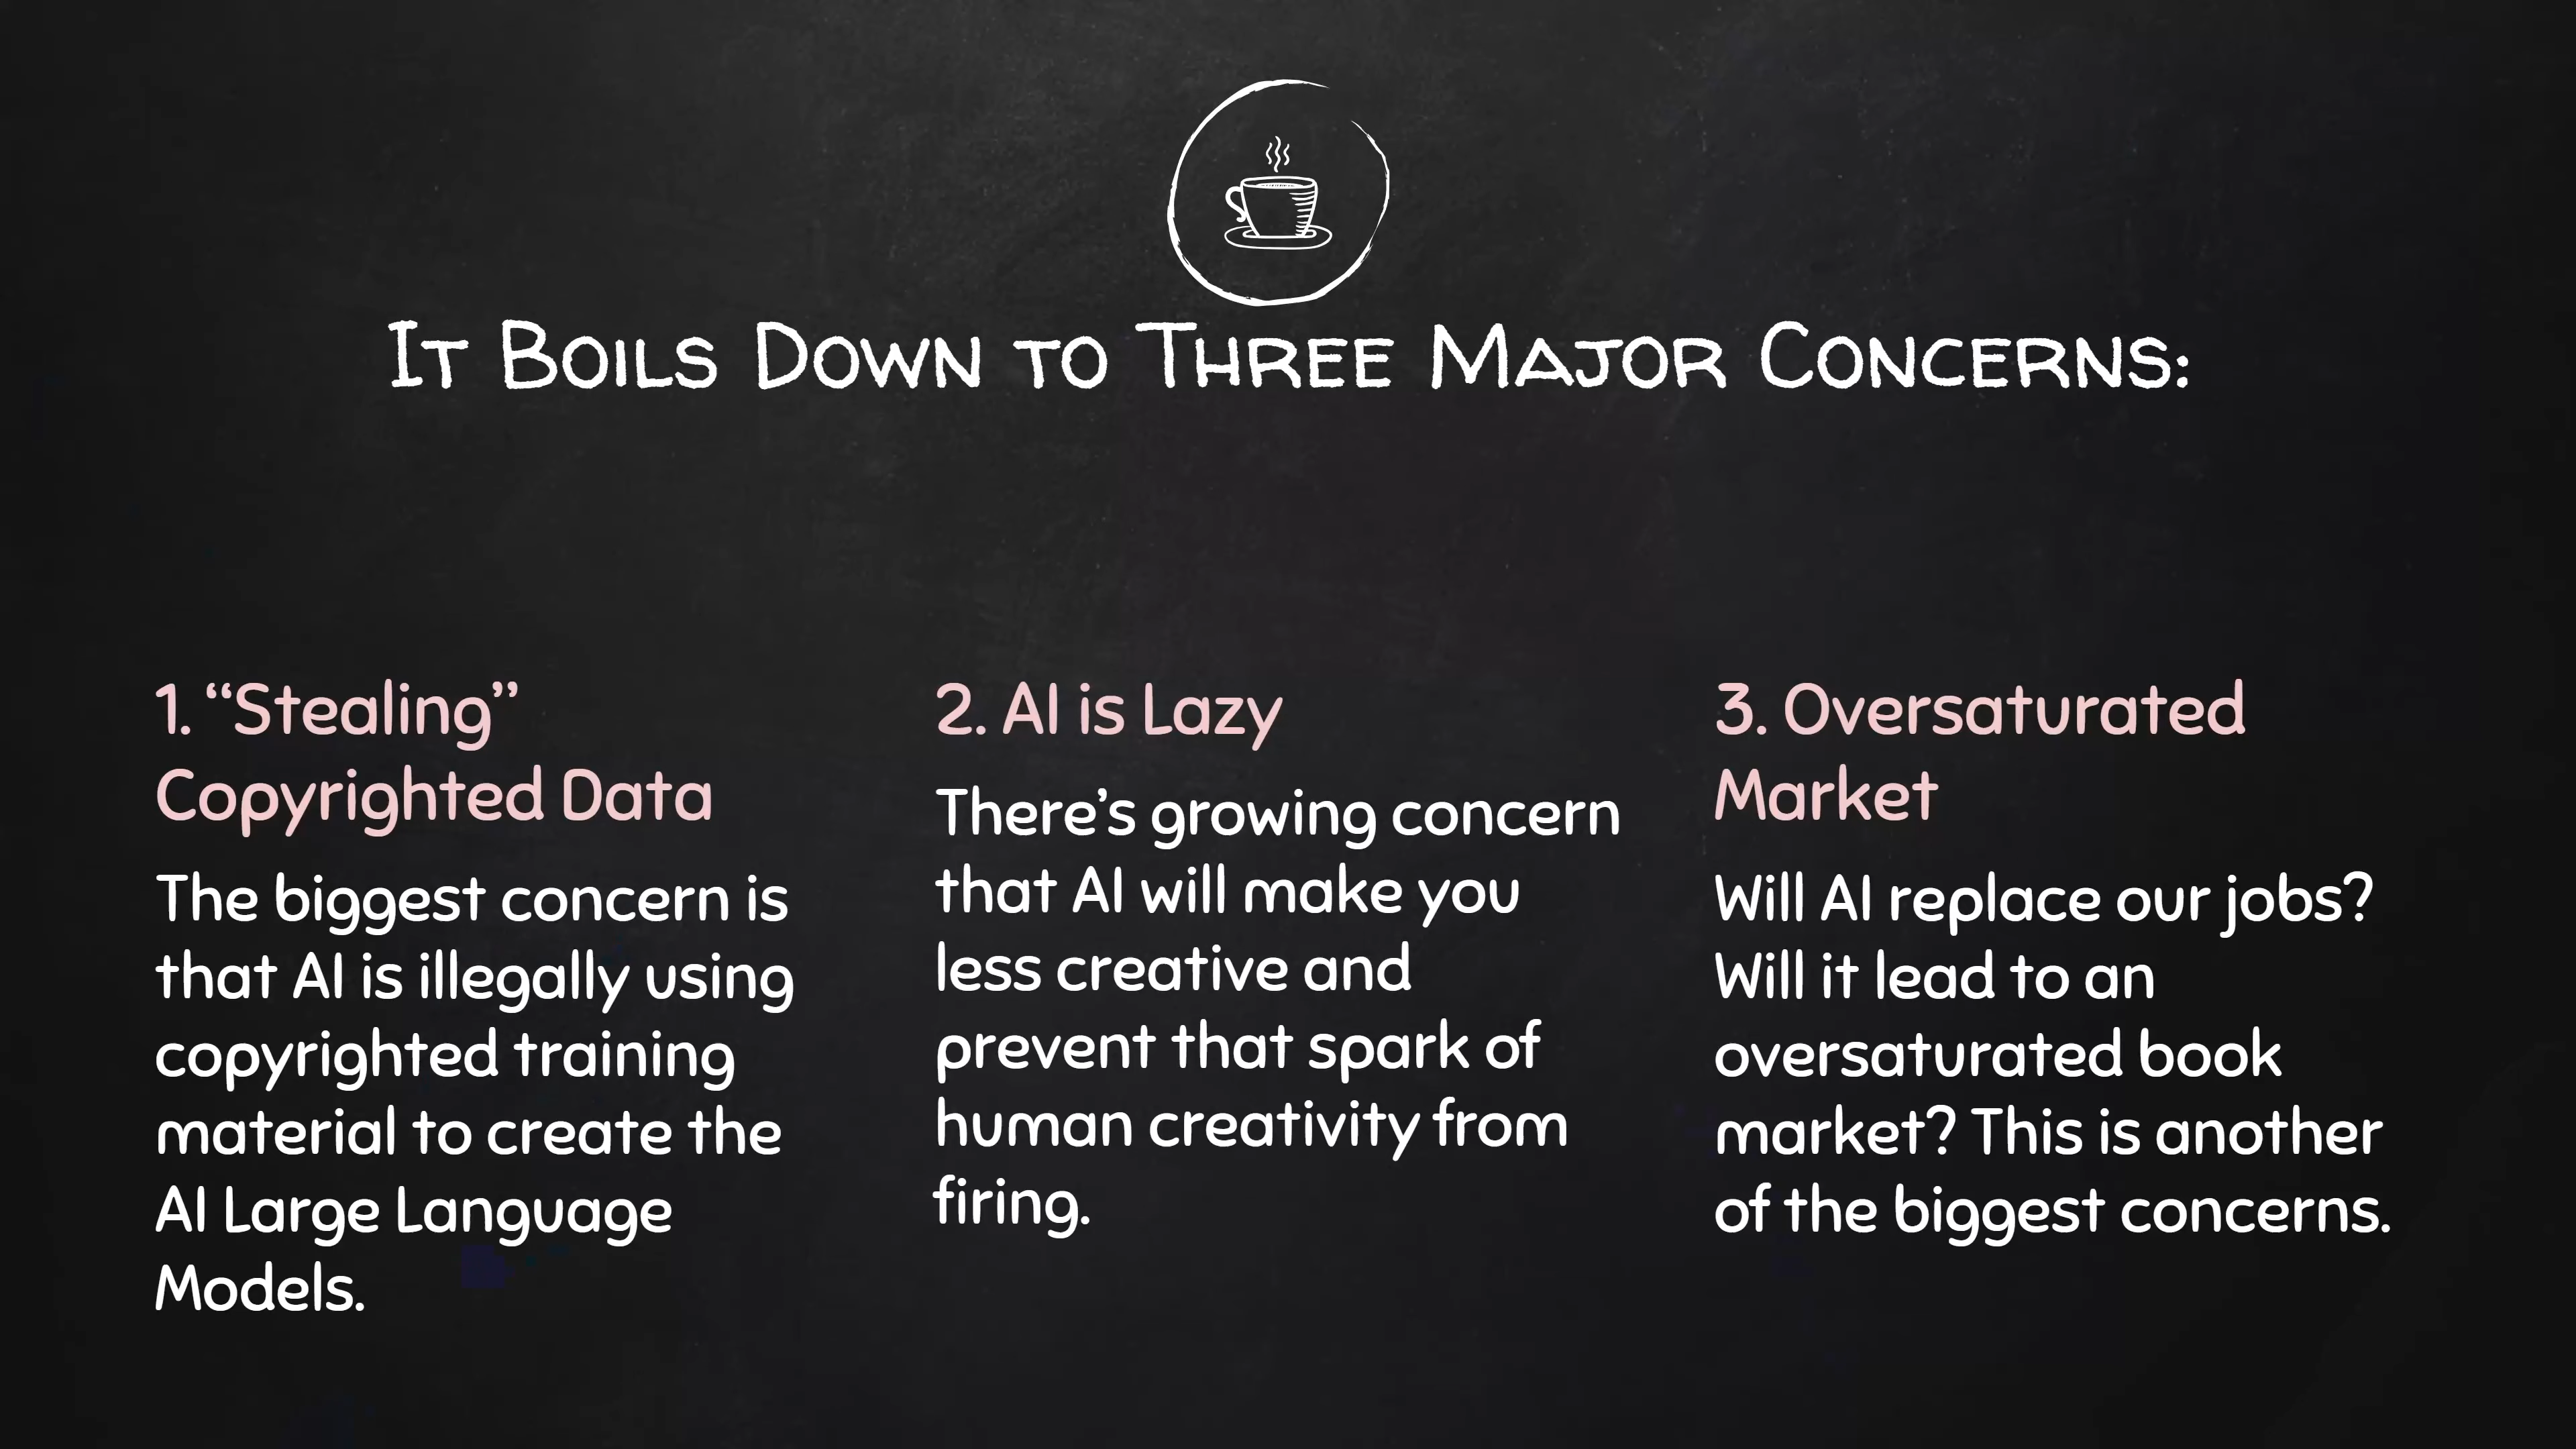 It Boils Down to Three Major Concerns:
1. “Stealing”
Copyrighted Data
The biggest concern is
that AI is illegally using
copyrighted training
material to create the
AI Large Language
Models.
2. AI is Lazy
There’s growing concern
that AI will make you
less creative and
prevent that spark of
human creativity from
firing.
3. Oversaturated
Market
Will AI replace our jobs?
Will it lead to an
oversaturated book
market? This is another
of the biggest concerns.